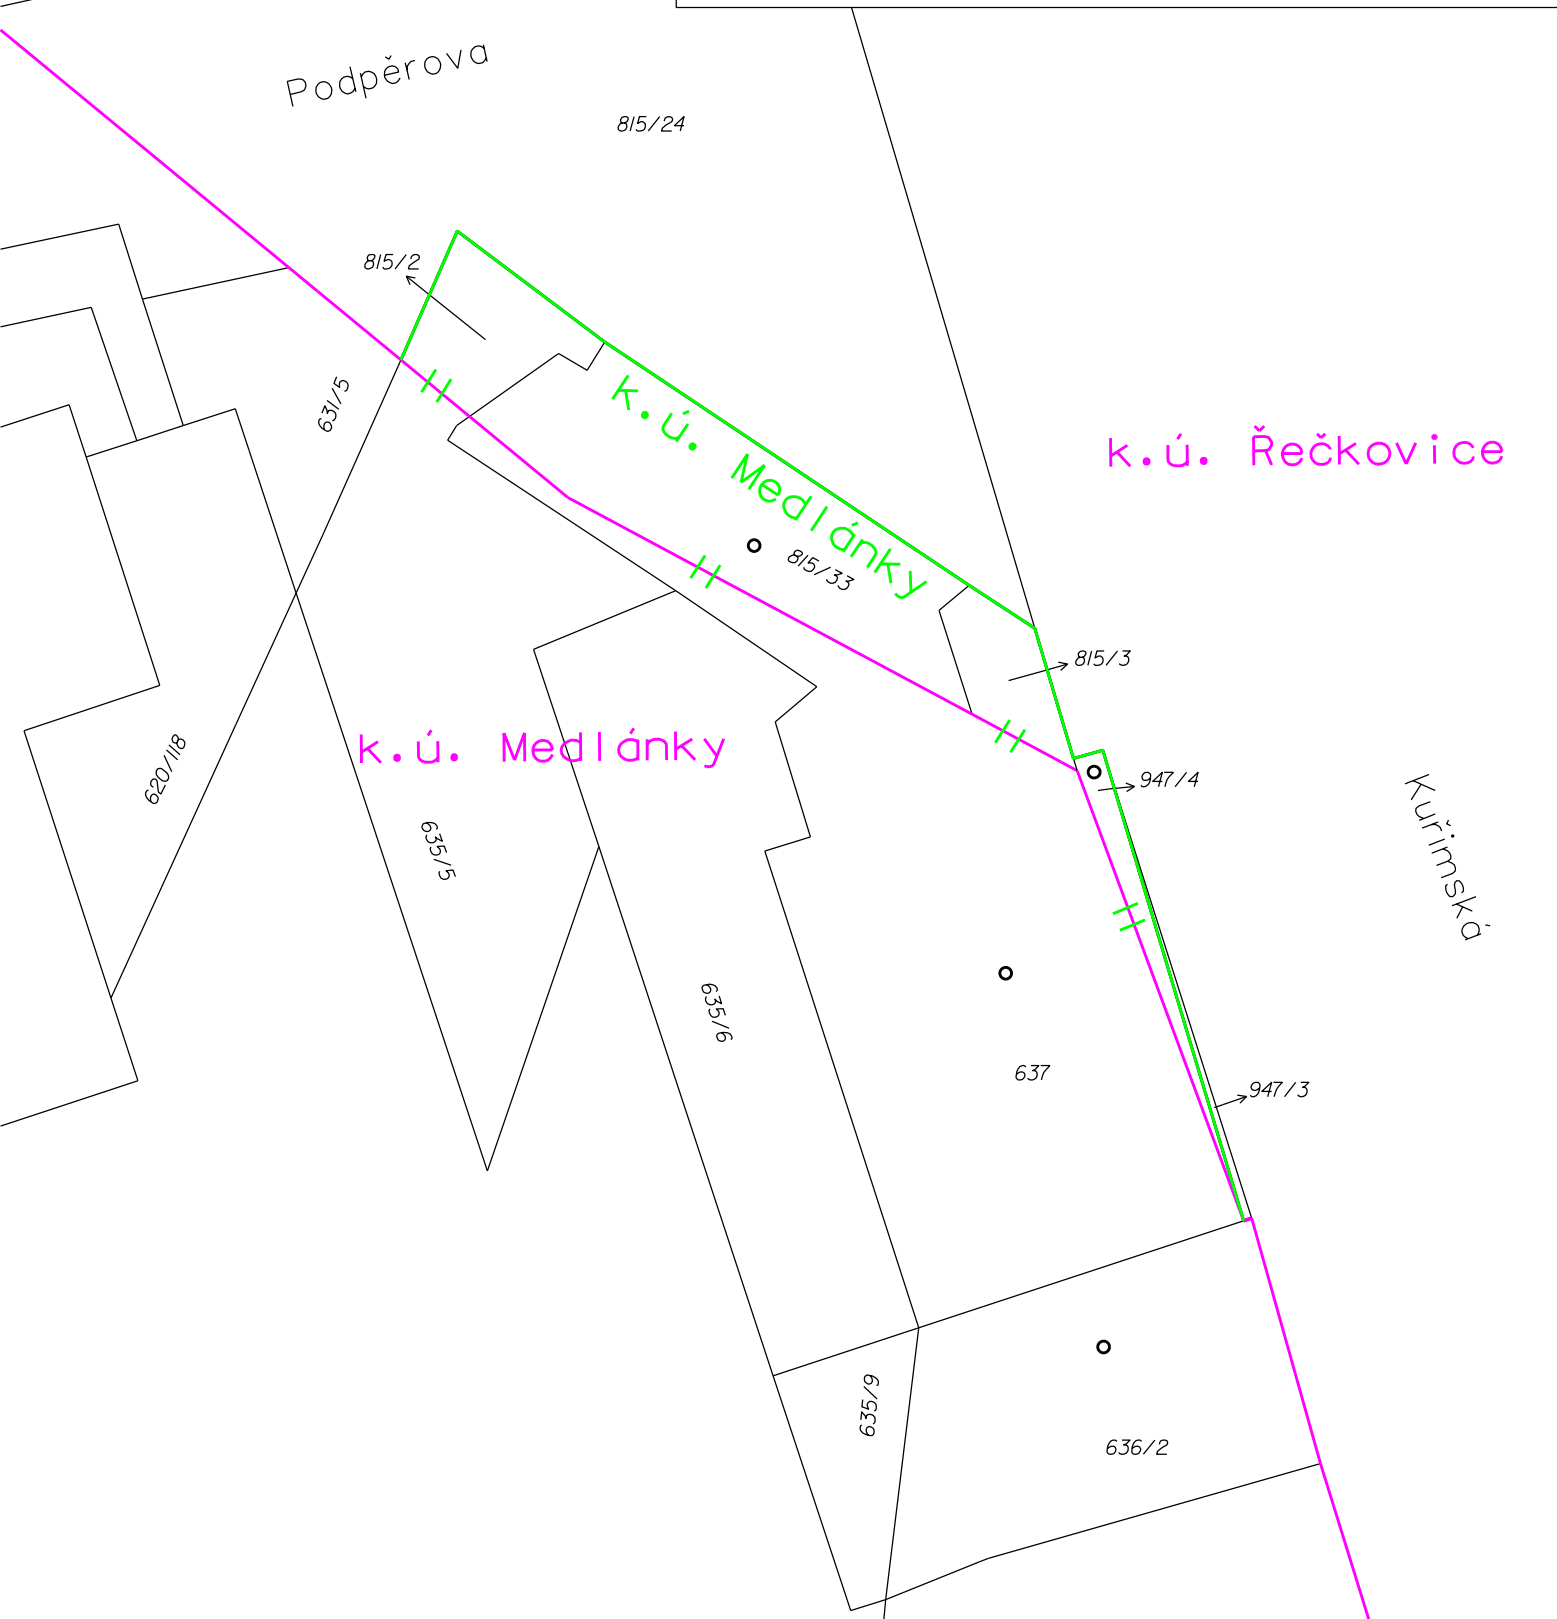 Podpěrova
815/24
815/2
631/5
k.ú. Medlánky
k.ú. Řečkovice
815/33
815/3
620/118
k.ú. Medlánky
947/4
Kuřimská
635/5
635/6
637
947/3
635/9
636/2